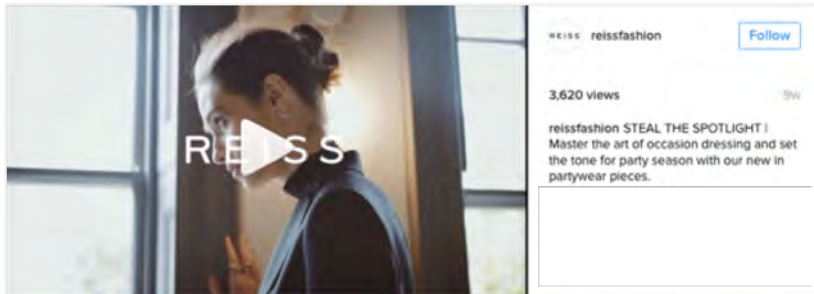 REISS
REISS reissfashion
Follow
3,620 views
9w
reissfashion STEAL THE SPOTLIGHT |
Master the art of occasion dressing and set
the tone for party season with our new in
partywear pieces.